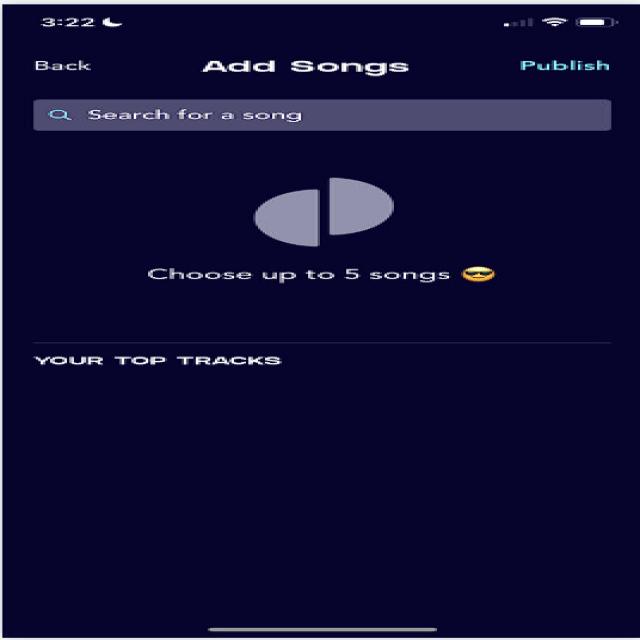 3:22
Back Add Songs Publish
Search for a song
Choose up to 5 songs 😎
YOUR TOP TRACKS